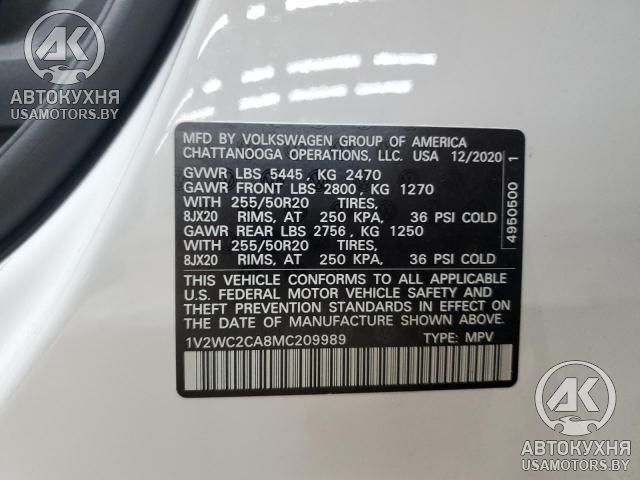 AK
АВТОКУХНЯ
USAMOTORS.BY
MFD BY VOLKSWAGEN GROUP OF AMERICA
CHATTANOOGA OPERATIONS, LLC. USA 12/2020
GVWR LBS 5445, KG 2470
GAWR FRONT LBS 2800, KG 1270
WITH 255/50R20 TIRES,
8JX20 RIMS, AT 250 KPA, 36 PSI COLD
GAWR REAR LBS 2756, KG 1250
WITH 255/50R20 TIRES,
8JX20 RIMS, AT 250 KPA, 36 PSI COLD
4950500 1
THIS VEHICLE CONFORMS TO ALL APPLICABLE
U.S. FEDERAL MOTOR VEHICLE SAFETY AND
THEFT PREVENTION STANDARDS IN EFFECT ON
THE DATE OF MANUFACTURE SHOWN ABOVE.
1V2WC2CA8MC209989 TYPE: MPV
AK
АВТОКУХНЯ
USAMOTORS.BY